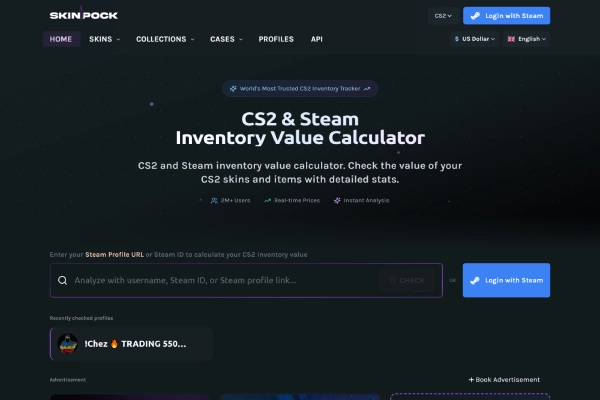 SKINPOCK
CS2
Login with Steam
HOME
SKINS
COLLECTIONS
CASES
PROFILES
API
$ US Dollar
English
World's Most Trusted CS2 Inventory Tracker
CS2 & Steam
Inventory Value Calculator
CS2 and Steam inventory value calculator. Check the value of your
CS2 skins and items with detailed stats.
2M+ Users
Real-time Prices
Instant Analysis
Enter your Steam Profile URL or Steam ID to calculate your CS2 inventory value
Analyze with username, Steam ID, or Steam profile link...
CHECK
OR
Login with Steam
Recently checked profiles
!Chez 🔥 TRADING 550...
Advertisement
+ Book Advertisement